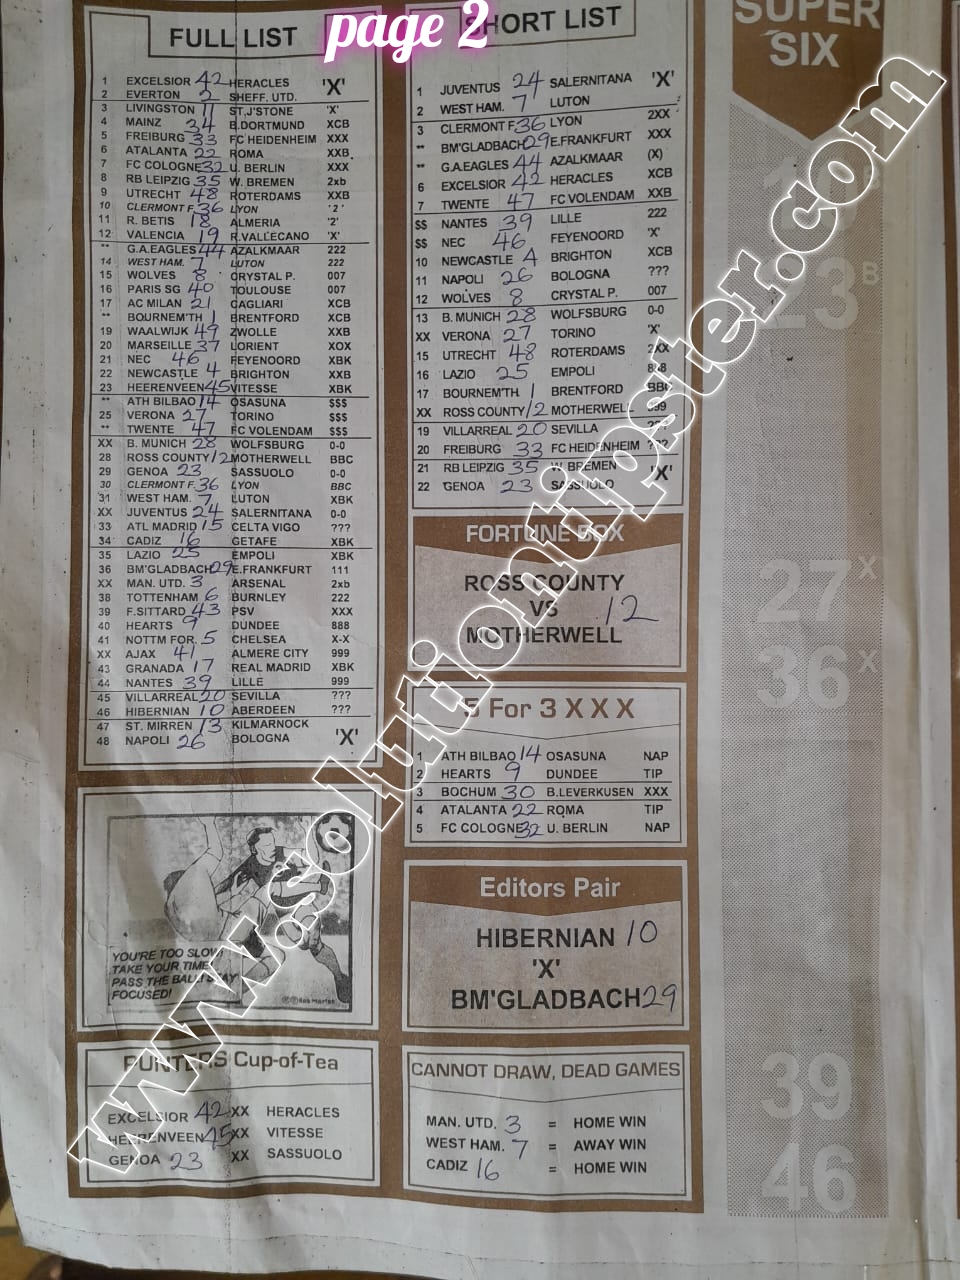 page 2
FULL LIST
1 EXCELSIOR 42 HERACLES 'X'
2 EVERTON 2 SHEFF. UTD.
3 LIVINGSTON 11 ST.J'STONE 'X'
4 MAINZ 34 B.DORTMUND XCB
5 FREIBURG 33 FC HEIDENHEIM XXX
6 ATALANTA 22 ROMA XXB
7 FC COLOGNE 32 U. BERLIN XXX
8 RB LEIPZIG 35 W. BREMEN 2xb
9 UTRECHT 48 ROTERDAMS XXB
10 CLERMONT F. 36 LYON '2'
11 R. BETIS 18 ALMERIA '2'
12 VALENCIA 19 R.VALLECANO 'X'
** G.A.EAGLES 44 AZALKMAAR 222
14 WEST HAM. 7 LUTON 222
15 WOLVES 8 CRYSTAL P. 007
16 PARIS SG 40 TOULOUSE 007
17 AC MILAN 21 CAGLIARI XCB
** BOURNEM'TH 1 BRENTFORD XCB
19 WAALWIJK 49 ZWOLLE XXB
20 MARSEILLE 37 LORIENT XOX
21 NEC 46 FEYENOORD XBK
22 NEWCASTLE 4 BRIGHTON XXB
23 HEERENVEEN 45 VITESSE XBK
** ATH BILBAO 14 OSASUNA $$$
25 VERONA 27 TORINO $$$
** TWENTE 47 FC VOLENDAM $$$
XX B. MUNICH 28 WOLFSBURG 0-0
28 ROSS COUNTY 12 MOTHERWELL BBC
29 GENOA 23 SASSUOLO 0-0
30 CLERMONT F. 36 LYON BBC
31 WEST HAM. 7 LUTON XBK
XX JUVENTUS 24 SALERNITANA 0-0
33 ATL MADRID 15 CELTA VIGO ???
34 CADIZ 16 GETAFE XBK
35 LAZIO 25 EMPOLI XBK
36 BM'GLADBACH 29 E.FRANKFURT 111
XX MAN. UTD. 3 ARSENAL 2xb
38 TOTTENHAM 6 BURNLEY 222
39 F.SITTARD 43 PSV XXX
40 HEARTS 9 DUNDEE 888
41 NOTTM FOR. 5 CHELSEA X-X
XX AJAX 41 ALMERE CITY 999
43 GRANADA 17 REAL MADRID XBK
44 NANTES 39 LILLE 999
45 VILLARREAL 20 SEVILLA ???
46 HIBERNIAN 10 ABERDEEN ???
47 ST. MIRREN 13 KILMARNOCK 'X'
48 NAPOLI 26 BOLOGNA
YOU'RE TOO SLOW!
TAKE YOUR TIME
PASS THE BALL STAY
FOCUSED!
PUNTERS Cup-of-Tea
EXCELSIOR 42 XX HERACLES
HEERENVEEN 45 XX VITESSE
GENOA 23 XX SASSUOLO
SHORT LIST
1 JUVENTUS 24 SALERNITANA 'X'
2 WEST HAM. 7 LUTON
3 CLERMONT F. 36 LYON 2XX
** BM'GLADBACH 29 E.FRANKFURT XXX
** G.A.EAGLES 44 AZALKMAAR (X)
6 EXCELSIOR 42 HERACLES XCB
7 TWENTE 47 FC VOLENDAM XXB
$$ NANTES 39 LILLE 222
$$ NEC 46 FEYENOORD 'X'
10 NEWCASTLE 4 BRIGHTON XCB
11 NAPOLI 26 BOLOGNA ???
12 WOLVES 8 CRYSTAL P. 007
13 B. MUNICH 28 WOLFSBURG 0-0
XX VERONA 27 TORINO 'X'
15 UTRECHT 48 ROTERDAMS 2XX
16 LAZIO 25 EMPOLI 888
17 BOURNEM'TH 1 BRENTFORD BBC
XX ROSS COUNTY 12 MOTHERWELL 999
19 VILLARREAL 20 SEVILLA ???
20 FREIBURG 33 FC HEIDENHEIM ???
21 RB LEIPZIG 35 W. BREMEN 'X'
22 GENOA 23 SASSUOLO
FORTUNE BOX
ROSS COUNTY
VS 12
MOTHERWELL
5 For 3 X X X
1 ATH BILBAO 14 OSASUNA NAP
2 HEARTS 9 DUNDEE TIP
3 BOCHUM 30 B.LEVERKUSEN XXX
4 ATALANTA 22 ROMA TIP
5 FC COLOGNE 32 U. BERLIN NAP
Editors Pair
HIBERNIAN 10
'X'
BM'GLADBACH 29
CANNOT DRAW, DEAD GAMES
MAN. UTD. 3 = HOME WIN
WEST HAM. 7 = AWAY WIN
CADIZ 16 = HOME WIN
SUPER
SIX
23 B
27 X
36 X
39
46
www.solutiontipster.com